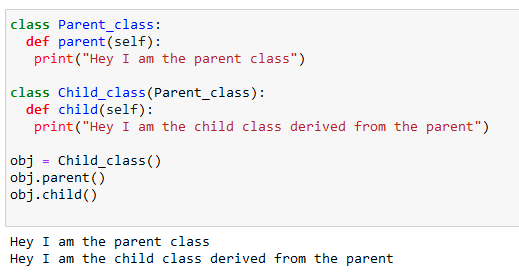 class Parent_class:
  def parent(self):
   print("Hey I am the parent class")

class Child_class(Parent_class):
  def child(self):
   print("Hey I am the child class derived from the parent")

obj = Child_class()
obj.parent()
obj.child()

Hey I am the parent class
Hey I am the child class derived from the parent